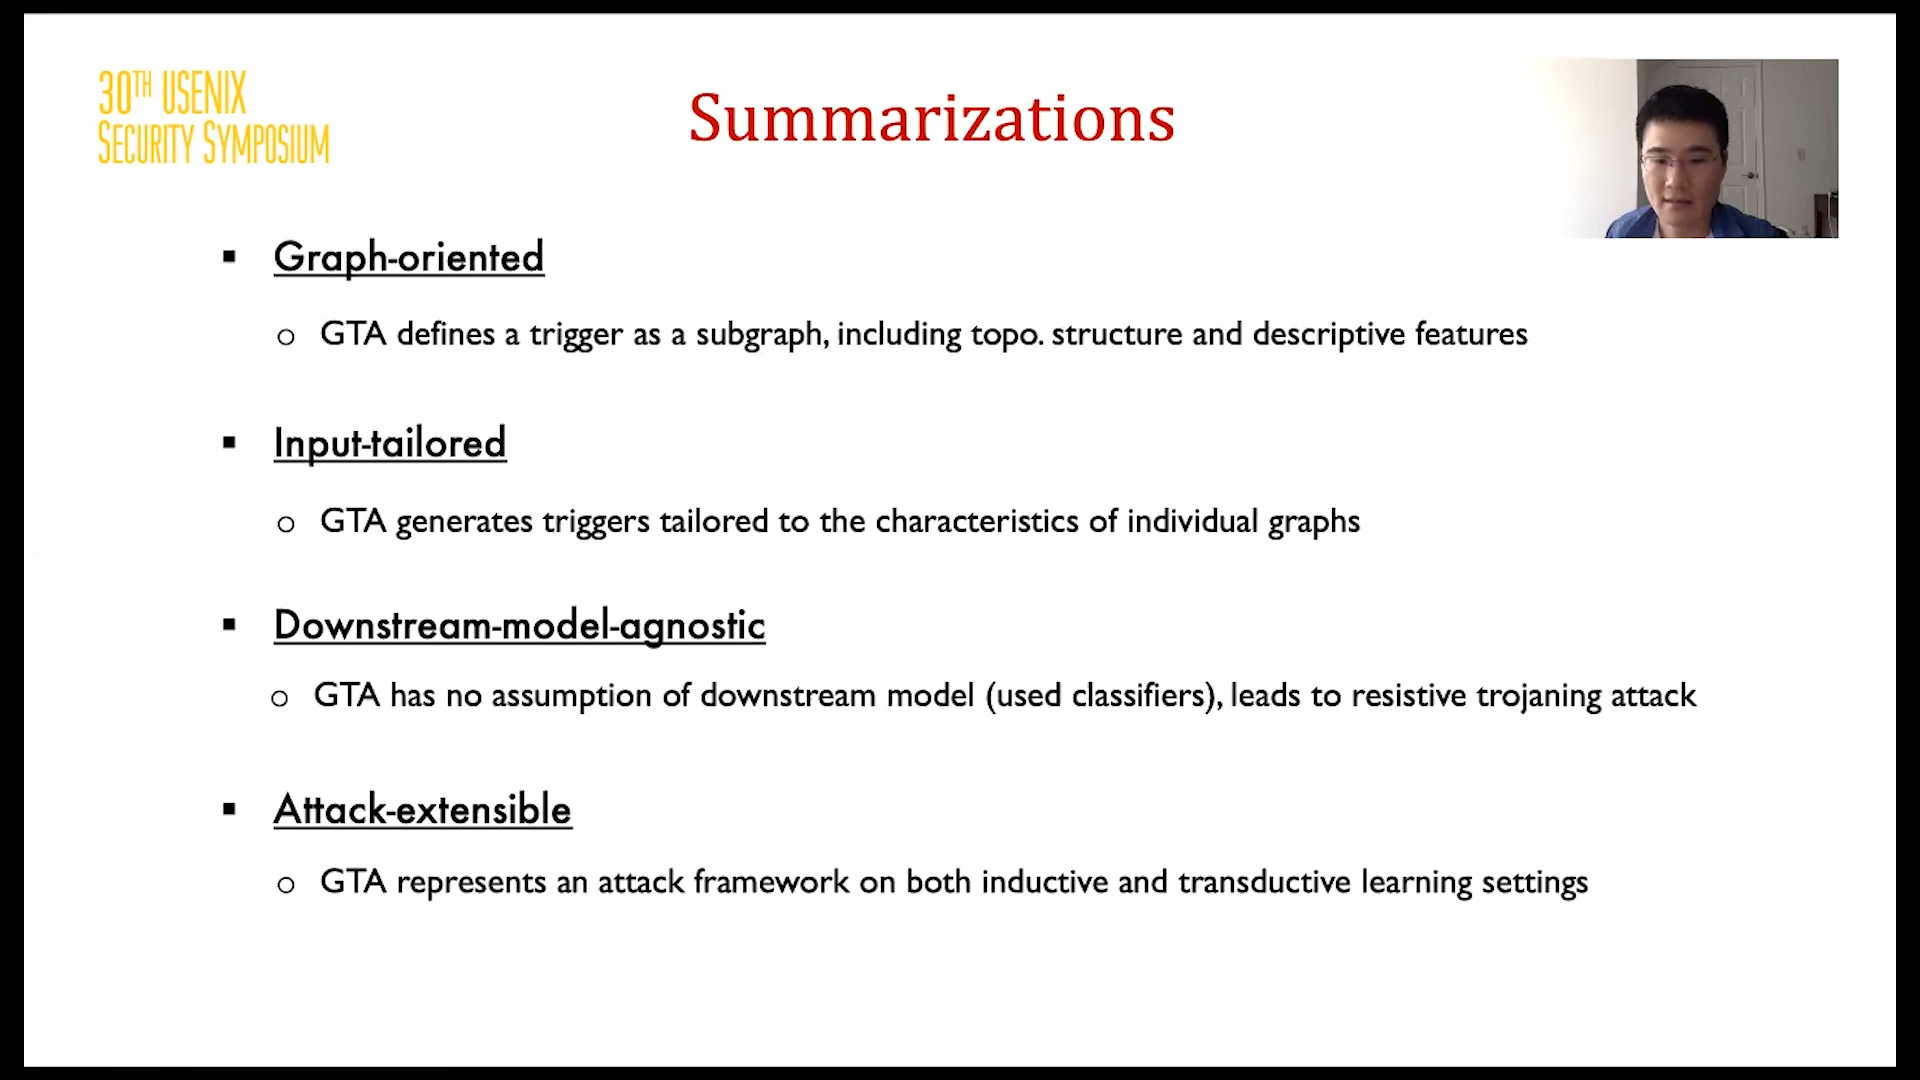 30TH USENIX
SECURITY SYMPOSIUM
Summarizations
▪ Graph-oriented
o GTA defines a trigger as a subgraph, including topo. structure and descriptive features
▪ Input-tailored
o GTA generates triggers tailored to the characteristics of individual graphs
▪ Downstream-model-agnostic
o GTA has no assumption of downstream model (used classifiers), leads to resistive trojaning attack
▪ Attack-extensible
o GTA represents an attack framework on both inductive and transductive learning settings